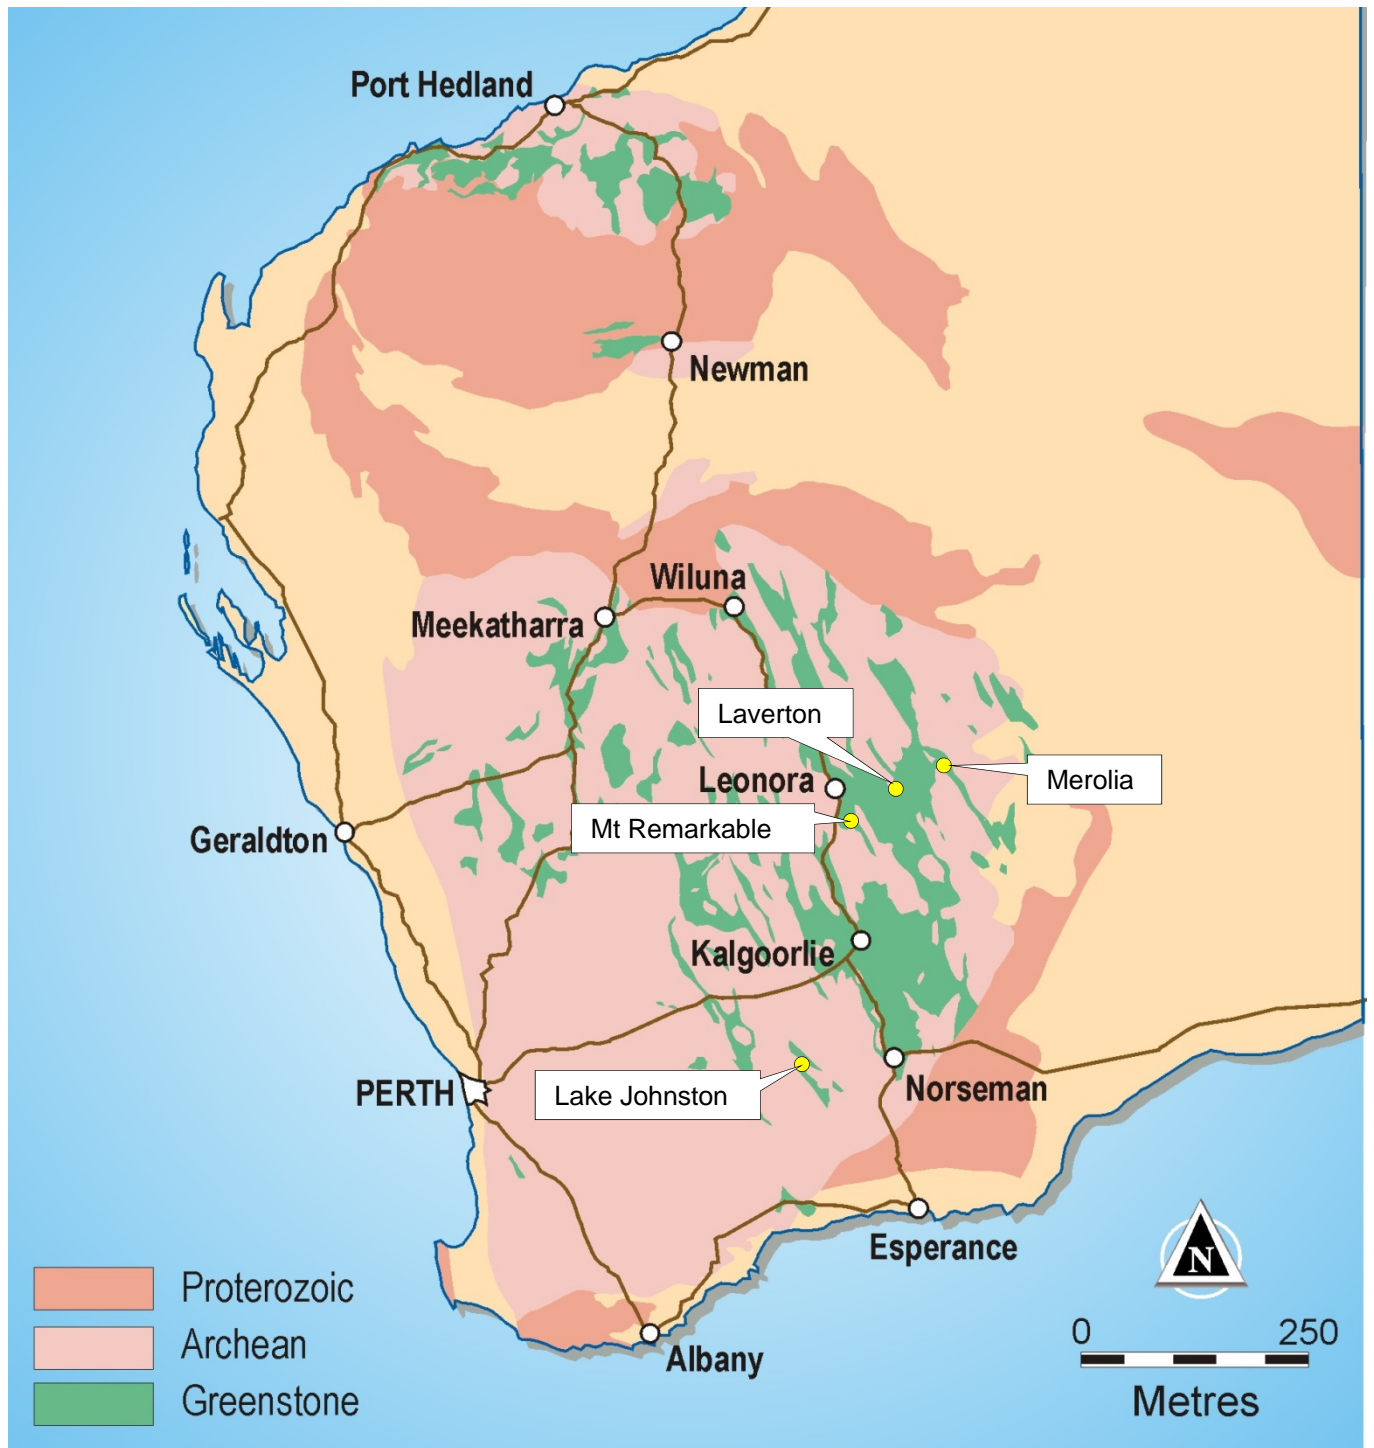 Port Hedland
Newman
Wiluna
Meekatharra
Laverton
Merolia
Leonora
Mt Remarkable
Geraldton
Kalgoorlie
PERTH
Lake Johnston
Norseman
Esperance
N
Proterozoic
Archean
Greenstone
0 250
Metres
Albany